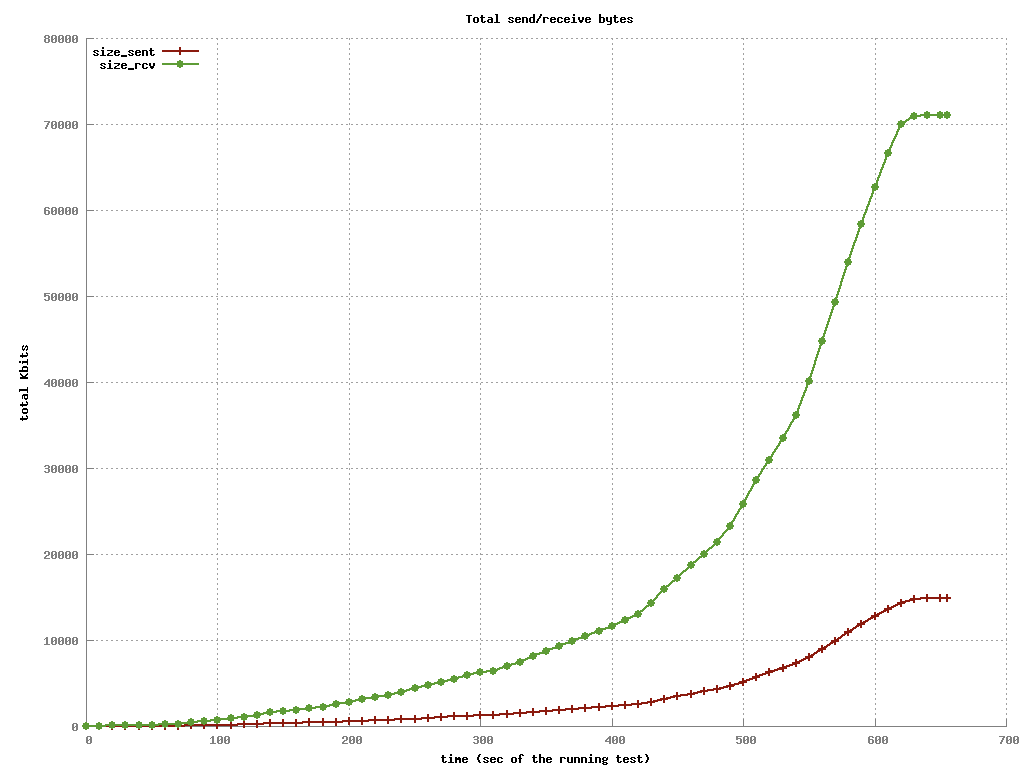 Total send/receive bytes
80000
size_sent
size_rcv
70000
60000
50000
total Kbits
40000
30000
20000
10000
0
0 100 200 300 400 500 600 700
time (sec of the running test)